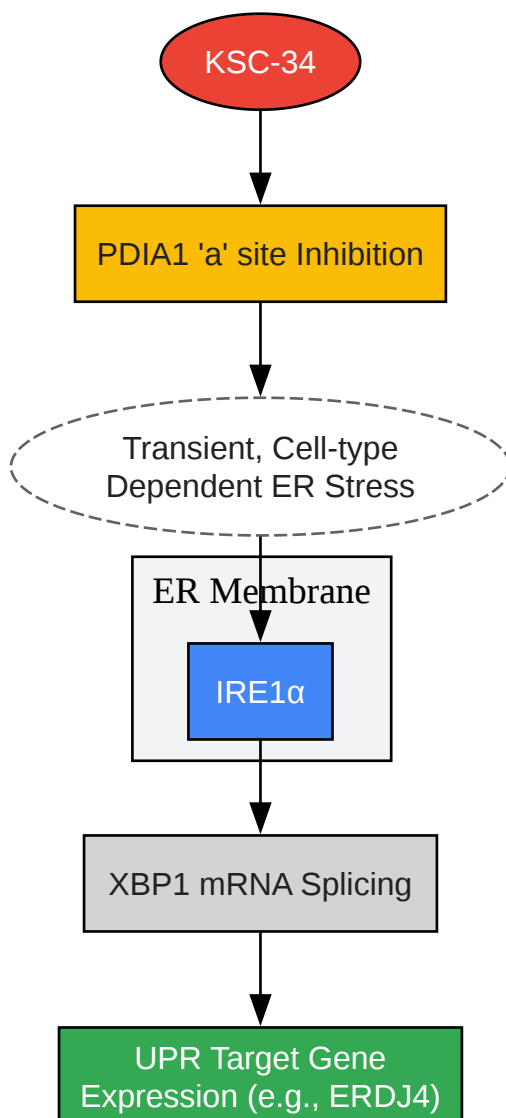 KSC-34
PDIA1 'a' site Inhibition
Transient, Cell-type
Dependent ER Stress
ER Membrane
IRE1α
XBP1 mRNA Splicing
UPR Target Gene
Expression (e.g., ERDJ4)